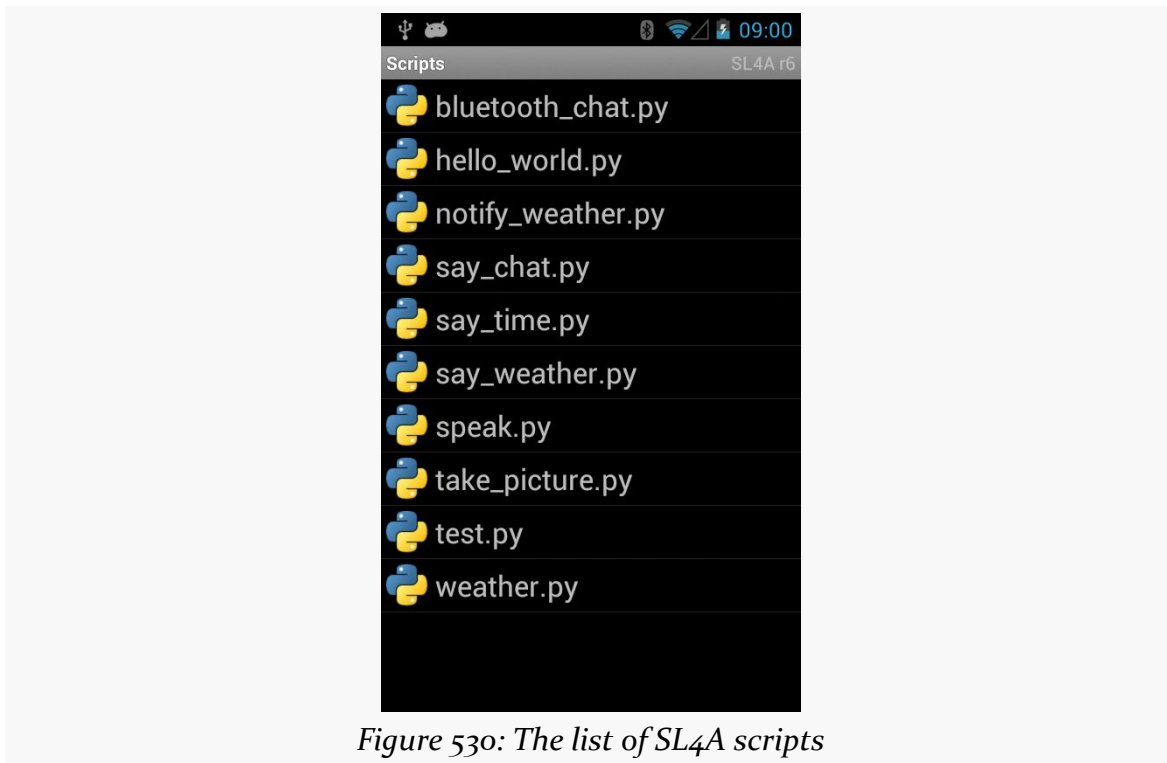 09:00
Scripts SL4A r6
bluetooth_chat.py
hello_world.py
notify_weather.py
say_chat.py
say_time.py
say_weather.py
speak.py
take_picture.py
test.py
weather.py
Figure 530: The list of SL4A scripts